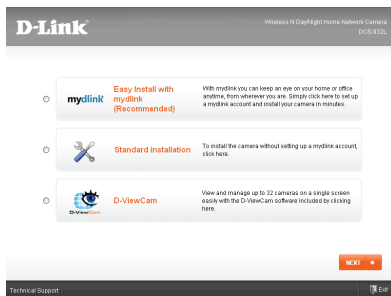 D-Link
Wireless N Day/Night Home Network Camera
DCS-932L
mydlink
Easy Install with
mydlink
(Recommended)
With mydlink you can keep an eye on your home or office
anytime, from wherever you are. Simply click here to set up
a mydlink account and install your camera in minutes.
Standard installation
To install the camera without setting up a mydlink account,
click here.
D-ViewCam
D-ViewCam
View and manage up to 32 cameras on a single screen
easily with the D-ViewCam software included by clicking
here.
NEXT
Technical Support
Exit